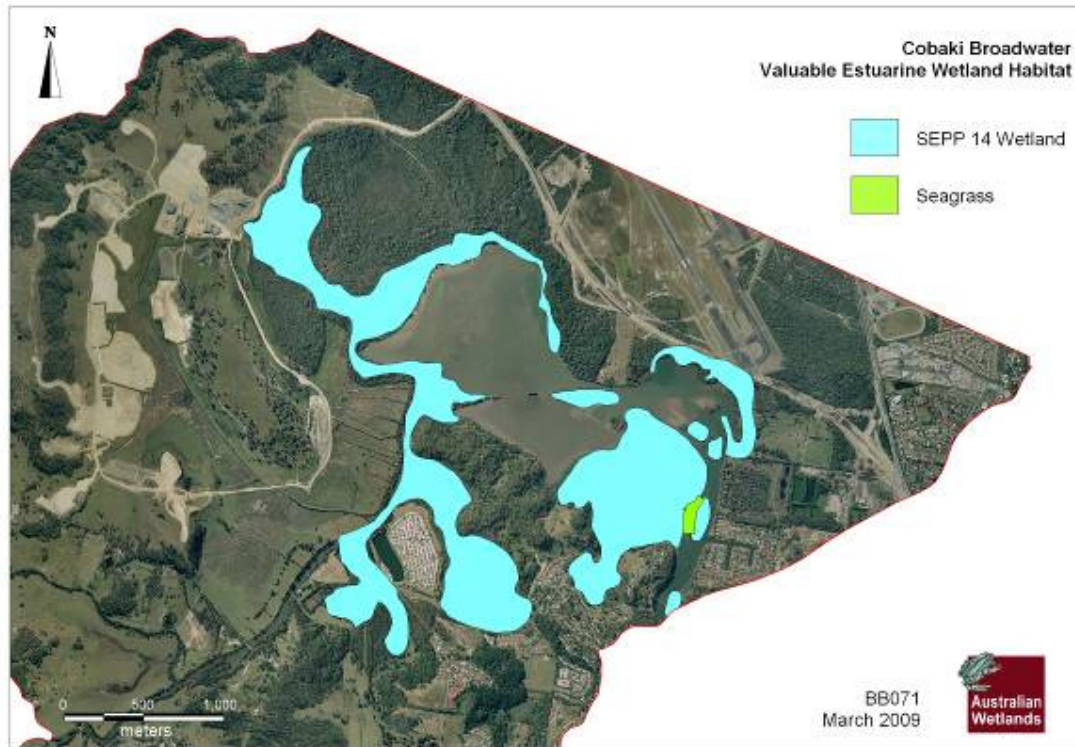 N
Cobaki Broadwater
Valuable Estuarine Wetland Habitat
SEPP 14 Wetland
Seagrass
0 500 1,000
meters
BB071
March 2009
Australian
Wetlands